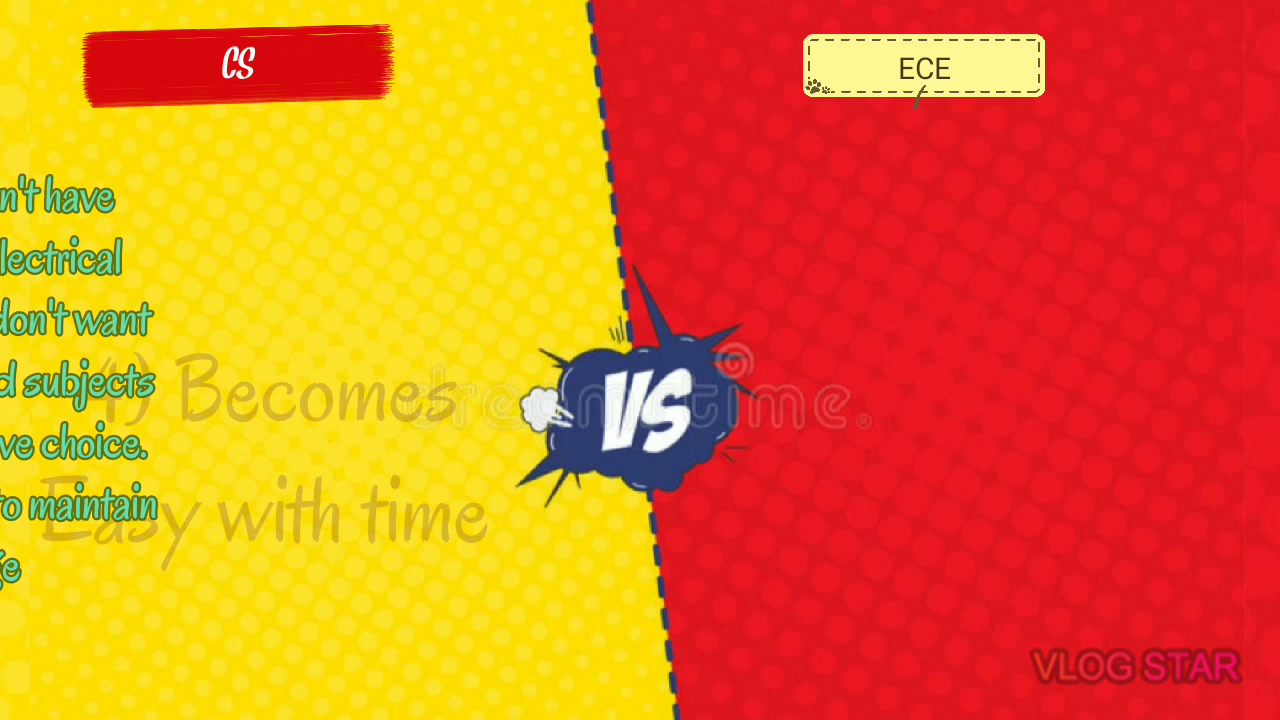 CS
ECE
n't have
lectrical
don't want
d subjects
ve choice.
to maintain
4) Becomes
Easy with time
VS
dreamstime.
VLOG STAR